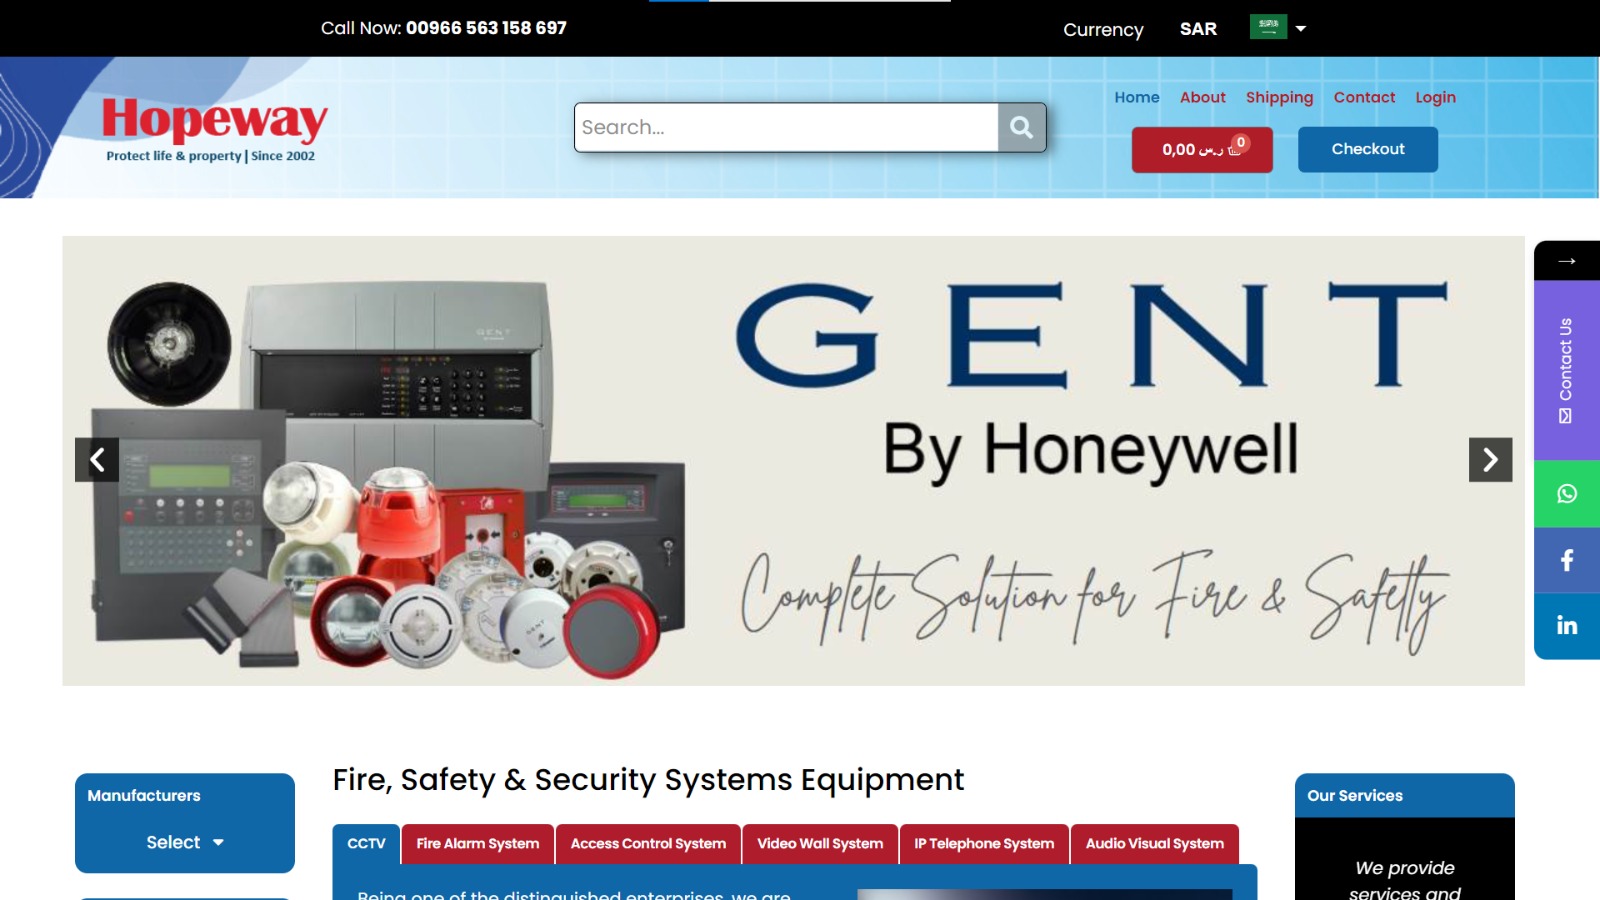 Call Now: 00966 563 158 697
Currency SAR
Hopeway
Protect life & property | Since 2002
Search...
Home About Shipping Contact Login
0,00 ر.س 0
Checkout
GENT
By Honeywell
Complete Solution for Fire & Safetly
GENT
GENT
→
Contact Us
Manufacturers
Select
Fire, Safety & Security Systems Equipment
CCTV Fire Alarm System Access Control System Video Wall System IP Telephone System Audio Visual System
Being one of the distinguished enterprises, we are
Our Services
We provide
services and